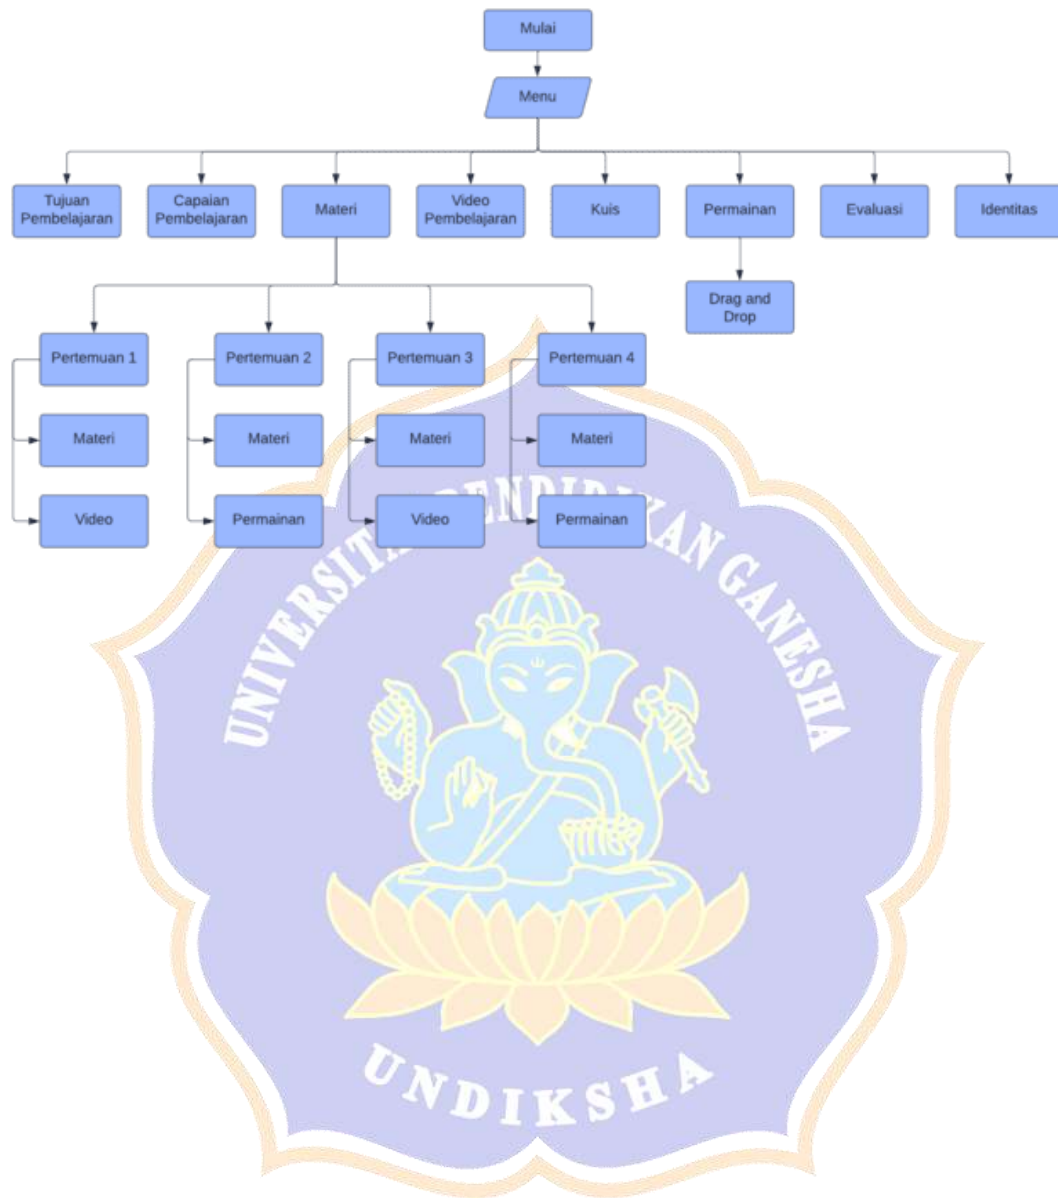 Mulai
Menu
Tujuan
Pembelajaran
Capaian
Pembelajaran
Materi
Video
Pembelajaran
Kuis
Permainan
Evaluasi
Identitas
Drag and
Drop
Pertemuan 1
Pertemuan 2
Pertemuan 3
Pertemuan 4
Materi
Materi
Materi
Materi
Video
Permainan
Video
Permainan
UNIVERSITAS PENDIDIKAN GANESHA
UNDIKSHA